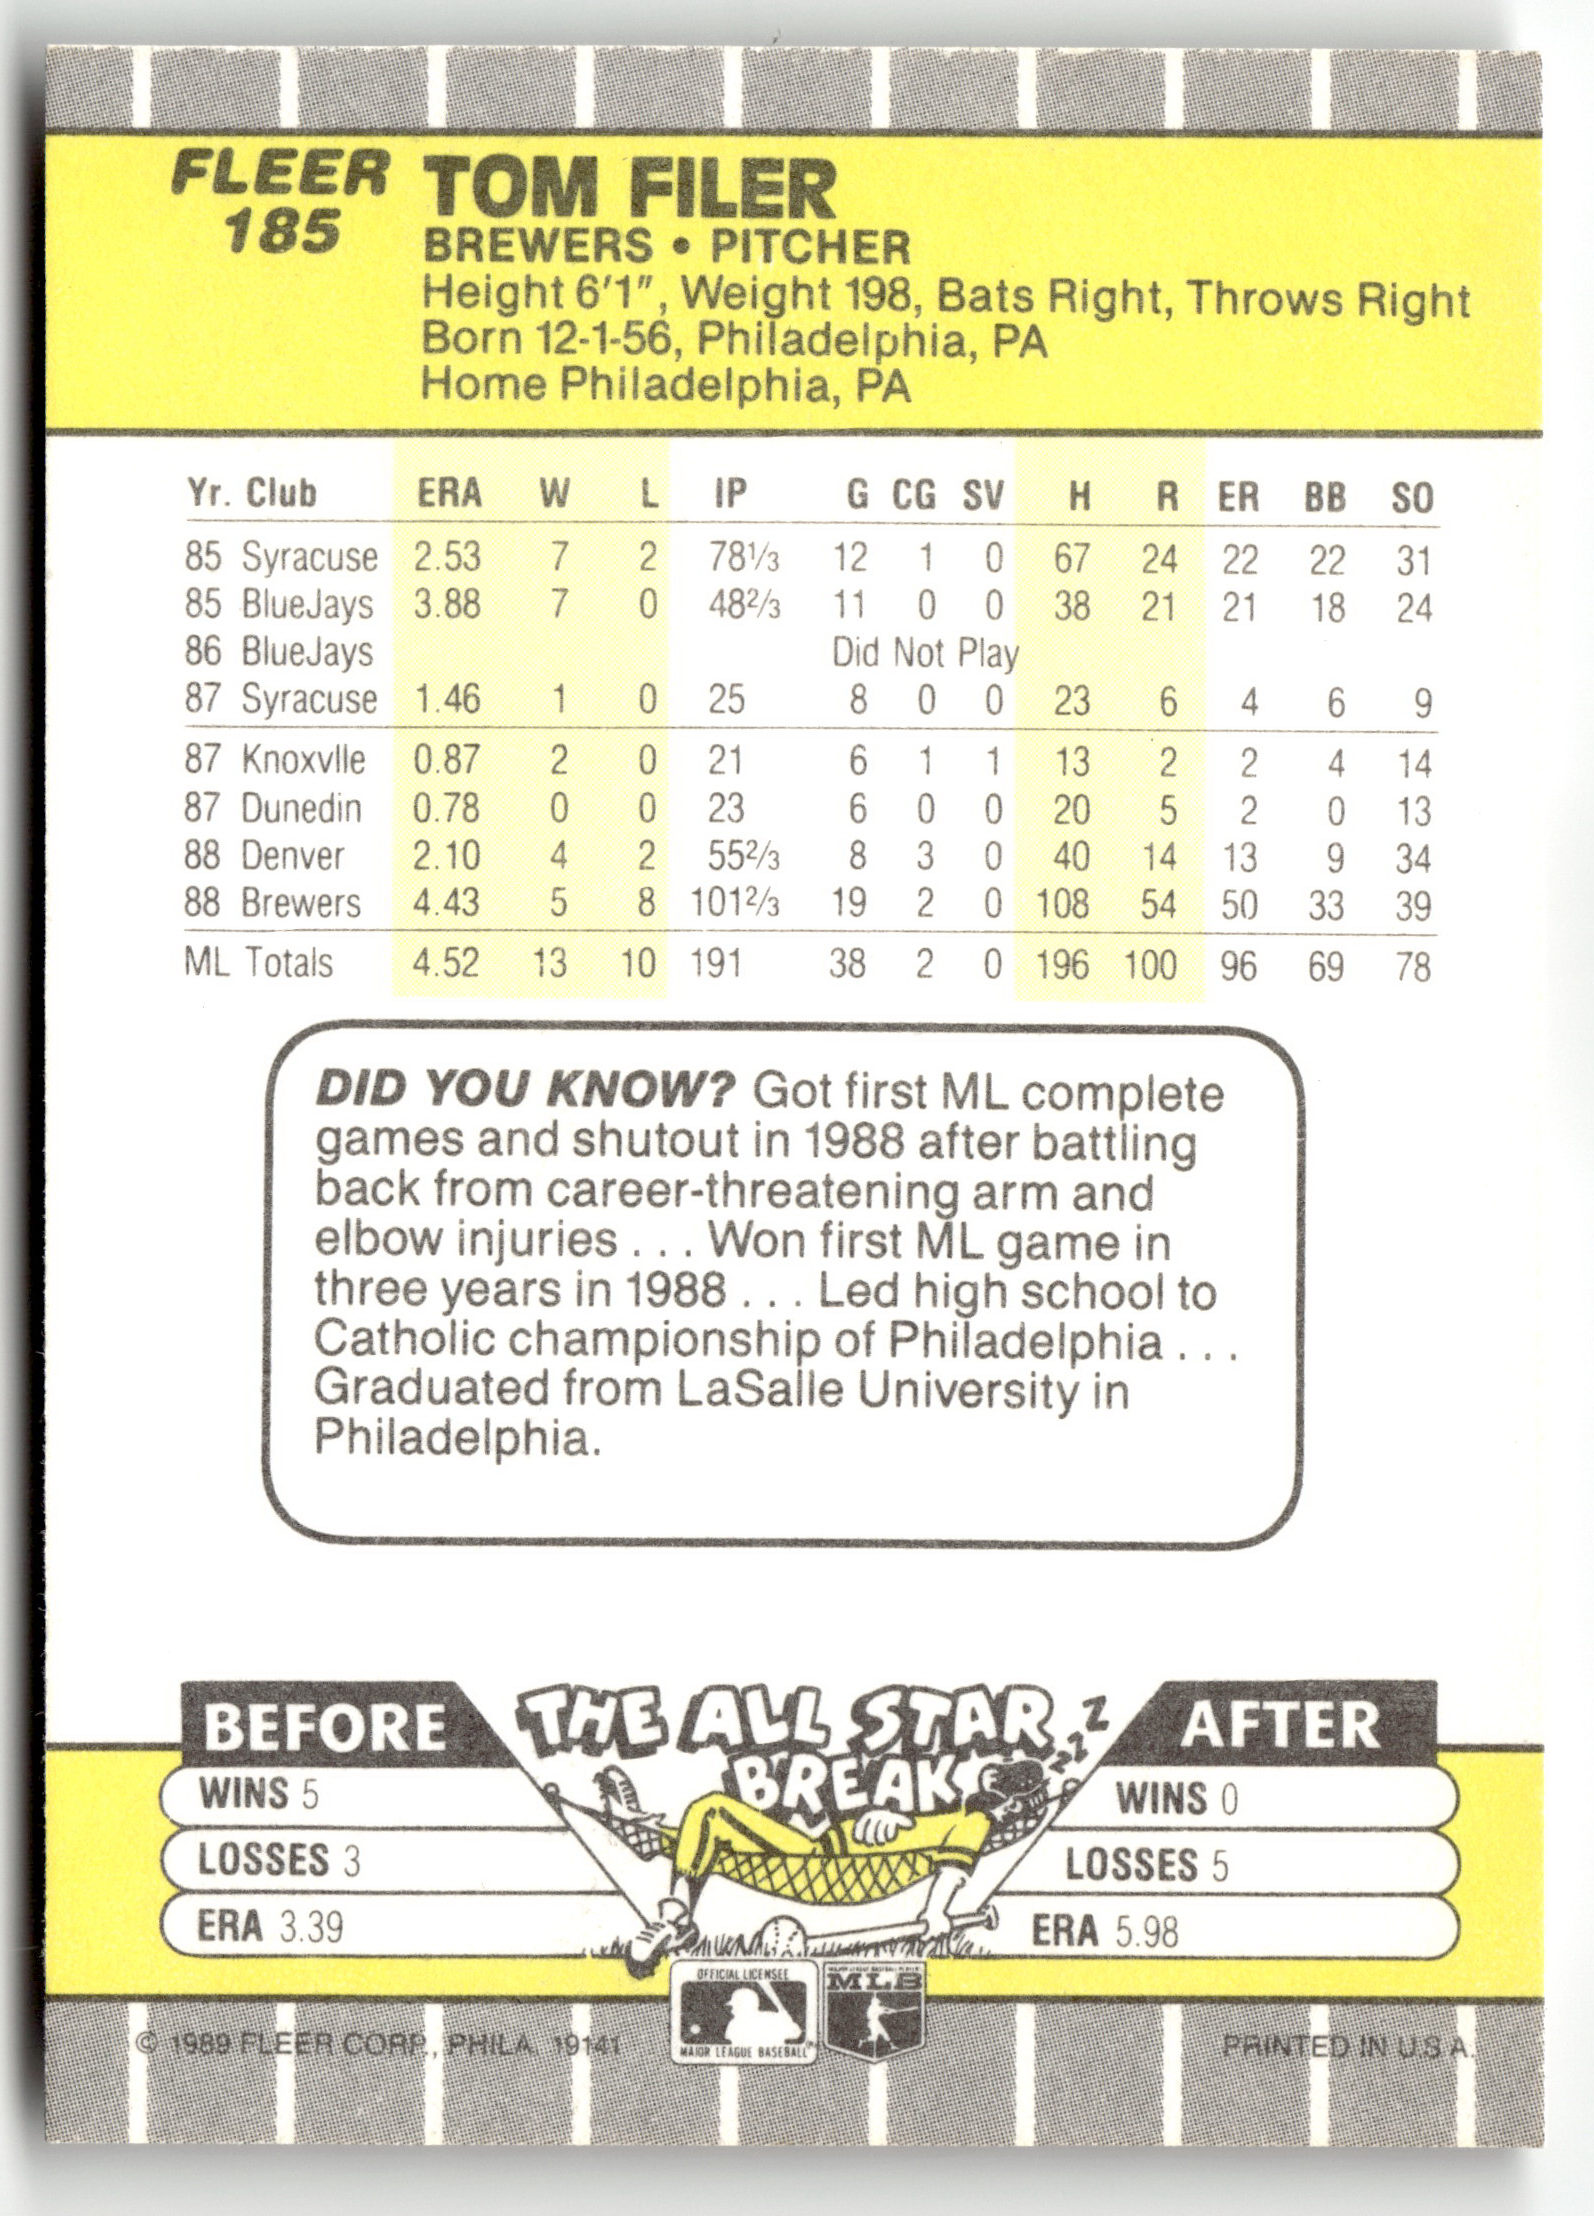 FLEER TOM FILER
185
BREWERS • PITCHER
Height 6'1", Weight 198, Bats Right, Throws Right
Born 12-1-56, Philadelphia, PA
Home Philadelphia, PA
Yr. Club ERA W L IP G CG SV H R ER BB SO
85 Syracuse 2.53 7 2 78⅓ 12 1 0 67 24 22 22 31
85 BlueJays 3.88 7 0 48⅔ 11 0 0 38 21 21 18 24
86 BlueJays Did Not Play
87 Syracuse 1.46 1 0 25 8 0 0 23 6 4 6 9
87 Knoxvlle 0.87 2 0 21 6 1 1 13 2 2 4 14
87 Dunedin 0.78 0 0 23 6 0 0 20 5 2 0 13
88 Denver 2.10 4 2 55⅔ 8 3 0 40 14 13 9 34
88 Brewers 4.43 5 8 101⅔ 19 2 0 108 54 50 33 39
ML Totals 4.52 13 10 191 38 2 0 196 100 96 69 78
DID YOU KNOW? Got first ML complete
games and shutout in 1988 after battling
back from career-threatening arm and
elbow injuries . . . Won first ML game in
three years in 1988 . . . Led high school to
Catholic championship of Philadelphia . . .
Graduated from LaSalle University in
Philadelphia.
BEFORE THE ALL STAR BREAK ZZZZ AFTER
WINS 5 WINS 0
LOSSES 3 LOSSES 5
ERA 3.39 ERA 5.98
OFFICIAL LICENSEE
MAJOR LEAGUE BASEBALL
MLB
© 1989 FLEER CORP., PHILA. 19141 PRINTED IN U.S.A.